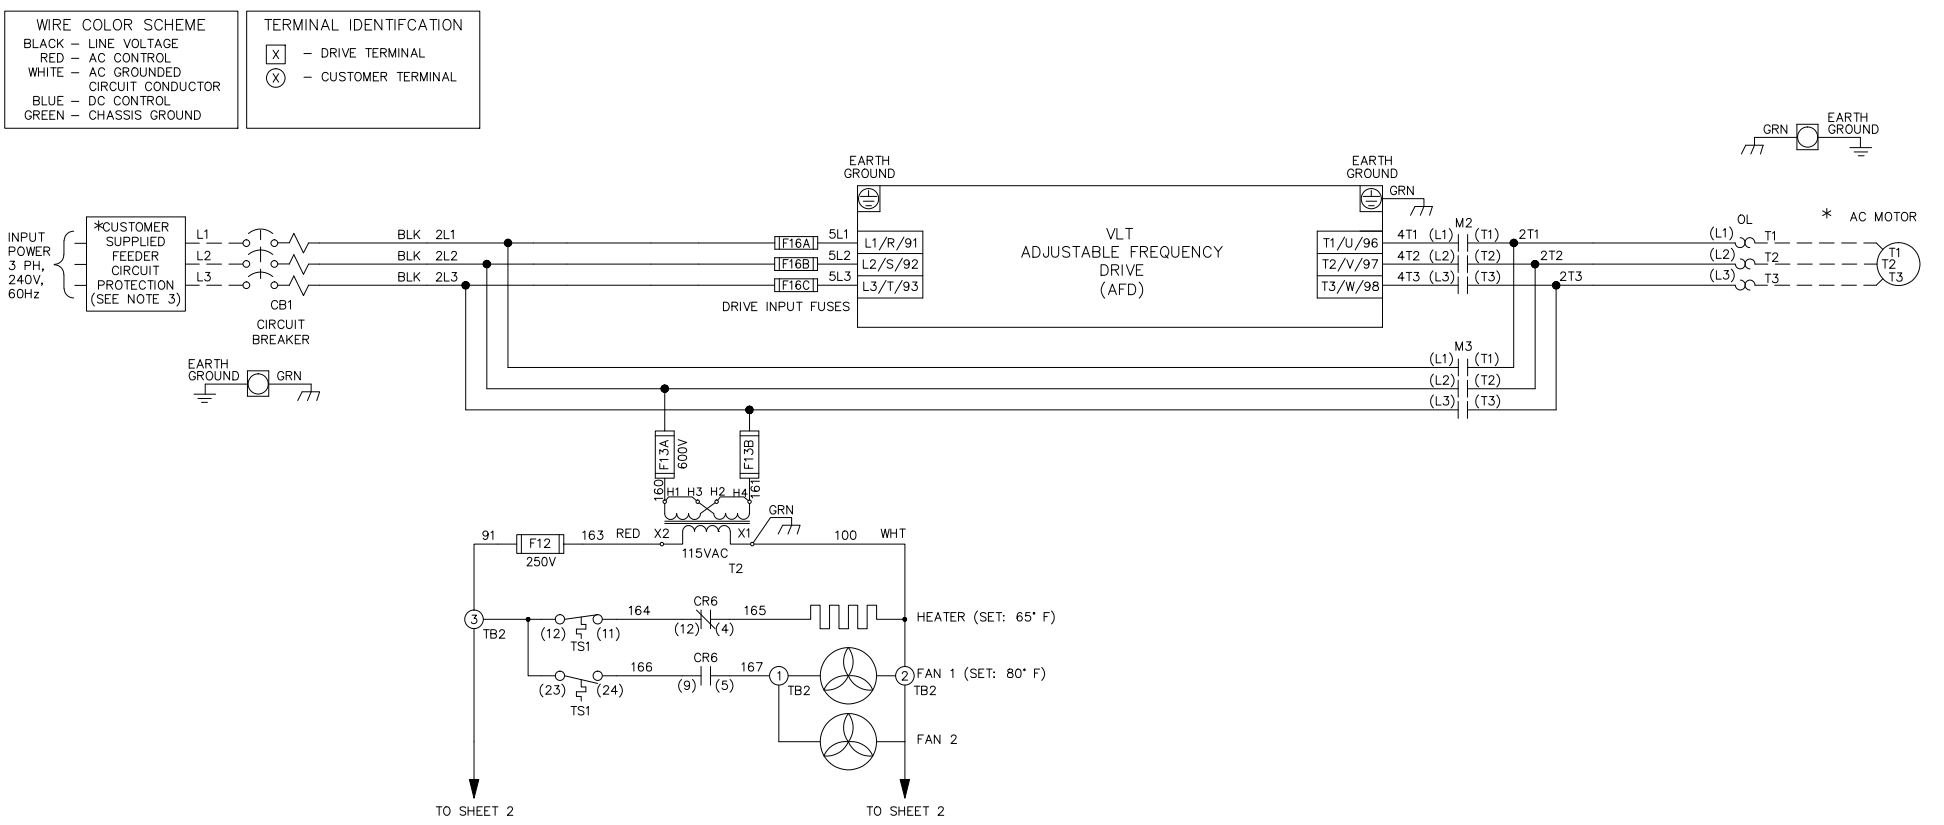 WIRE COLOR SCHEME
BLACK – LINE VOLTAGE
RED – AC CONTROL
WHITE – AC GROUNDED
CIRCUIT CONDUCTOR
BLUE – DC CONTROL
GREEN – CHASSIS GROUND
TERMINAL IDENTIFCATION
X – DRIVE TERMINAL
X – CUSTOMER TERMINAL
INPUT
POWER
3 PH,
240V,
60Hz
*CUSTOMER
SUPPLIED
FEEDER
CIRCUIT
PROTECTION
(SEE NOTE 3)
L1
L2
L3
CB1
CIRCUIT
BREAKER
EARTH
GROUND
GRN
BLK 2L1
BLK 2L2
BLK 2L3
F16A 5L1
F16B 5L2
F16C 5L3
DRIVE INPUT FUSES
EARTH
GROUND
L1/R/91
L2/S/92
L3/T/93
VLT
ADJUSTABLE FREQUENCY
DRIVE
(AFD)
EARTH
GROUND
GRN
T1/U/96
T2/V/97
T3/W/98
M2
4T1 (L1) (T1) 2T1
4T2 (L2) (T2) 2T2
4T3 (L3) (T3) 2T3
M3
(L1) (T1)
(L2) (T2)
(L3) (T3)
GRN
EARTH
GROUND
OL
* AC MOTOR
(L1) T1
(L2) T2
(L3) T3
T1
T2
T3
F13A
600V
F13B
160
161
H1 H3 H2 H4
GRN
91
F12
250V
163 RED X2
X1
115VAC
T2
100 WHT
3
TB2
(12) (11)
TS1
164
CR6
(12) (4)
165
HEATER (SET: 65° F)
(23) (24)
TS1
166
CR6
(9) (5)
167
1
TB2
2
TB2
FAN 1 (SET: 80° F)
FAN 2
TO SHEET 2
TO SHEET 2